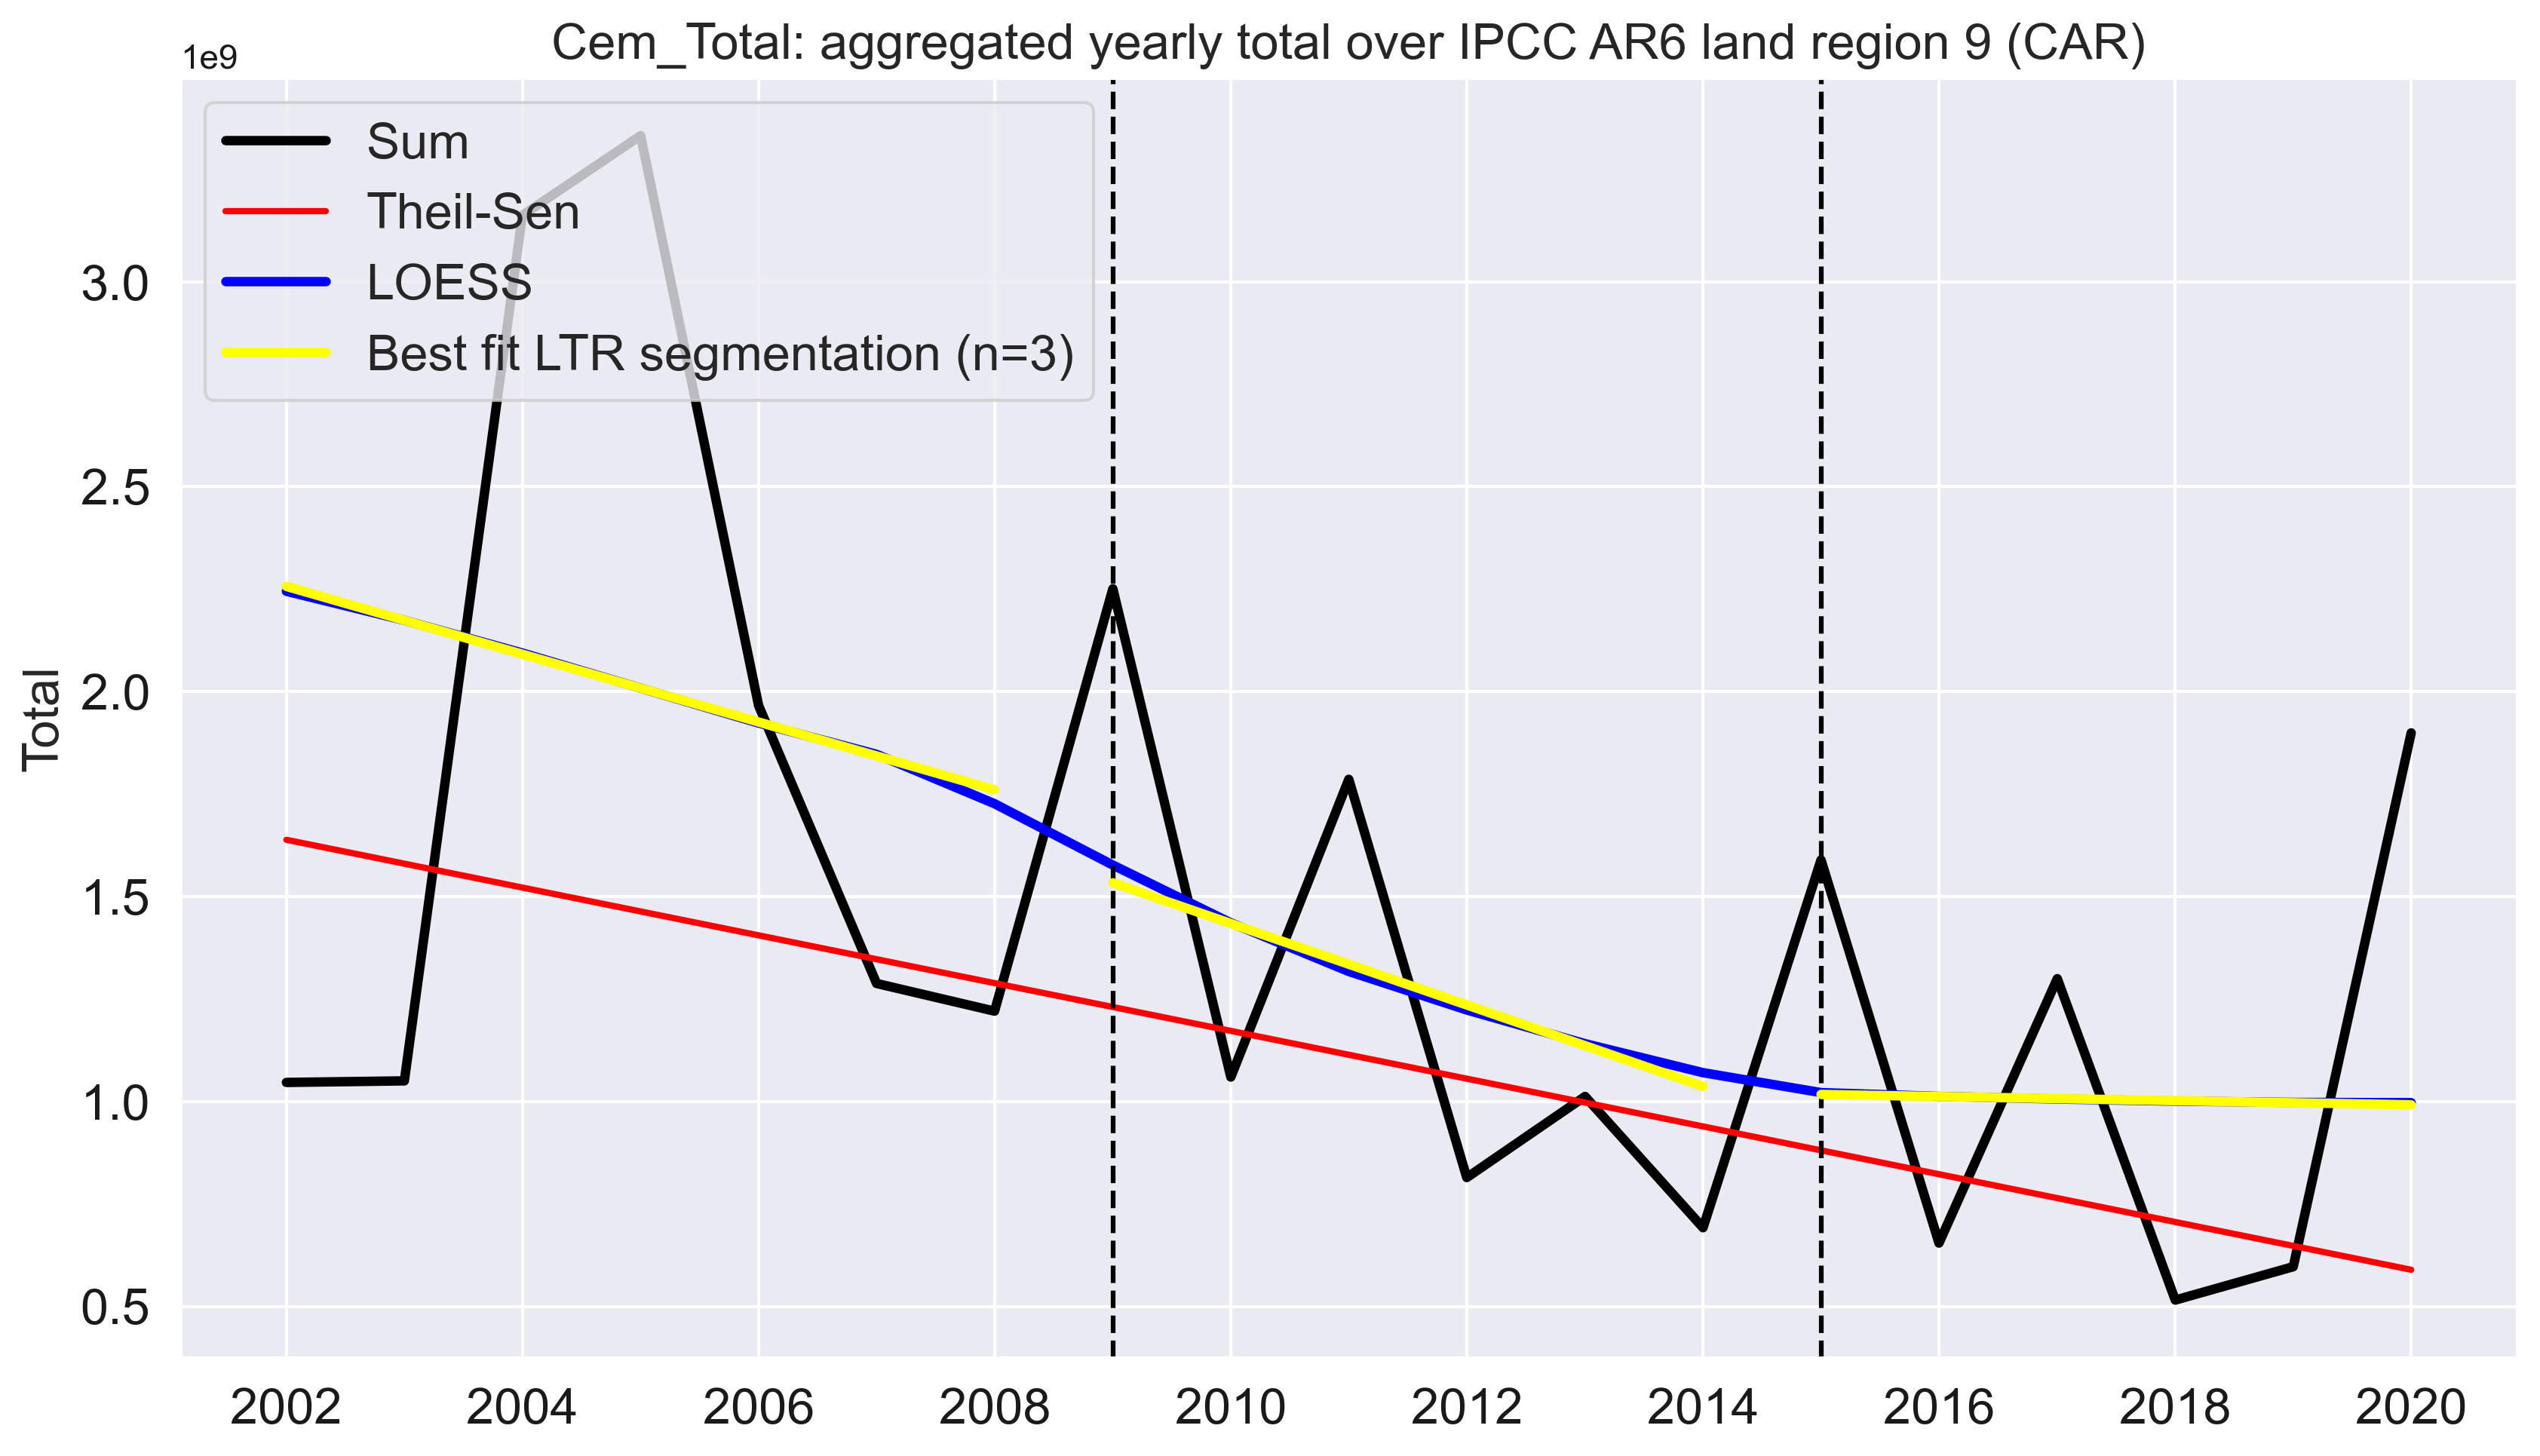 Cem_Total: aggregated yearly total over IPCC AR6 land region 9 (CAR)
1e9
Sum
Theil-Sen
LOESS
Best fit LTR segmentation (n=3)
3.0
2.5
2.0
1.5
1.0
0.5
Total
2002 2004 2006 2008 2010 2012 2014 2016 2018 2020